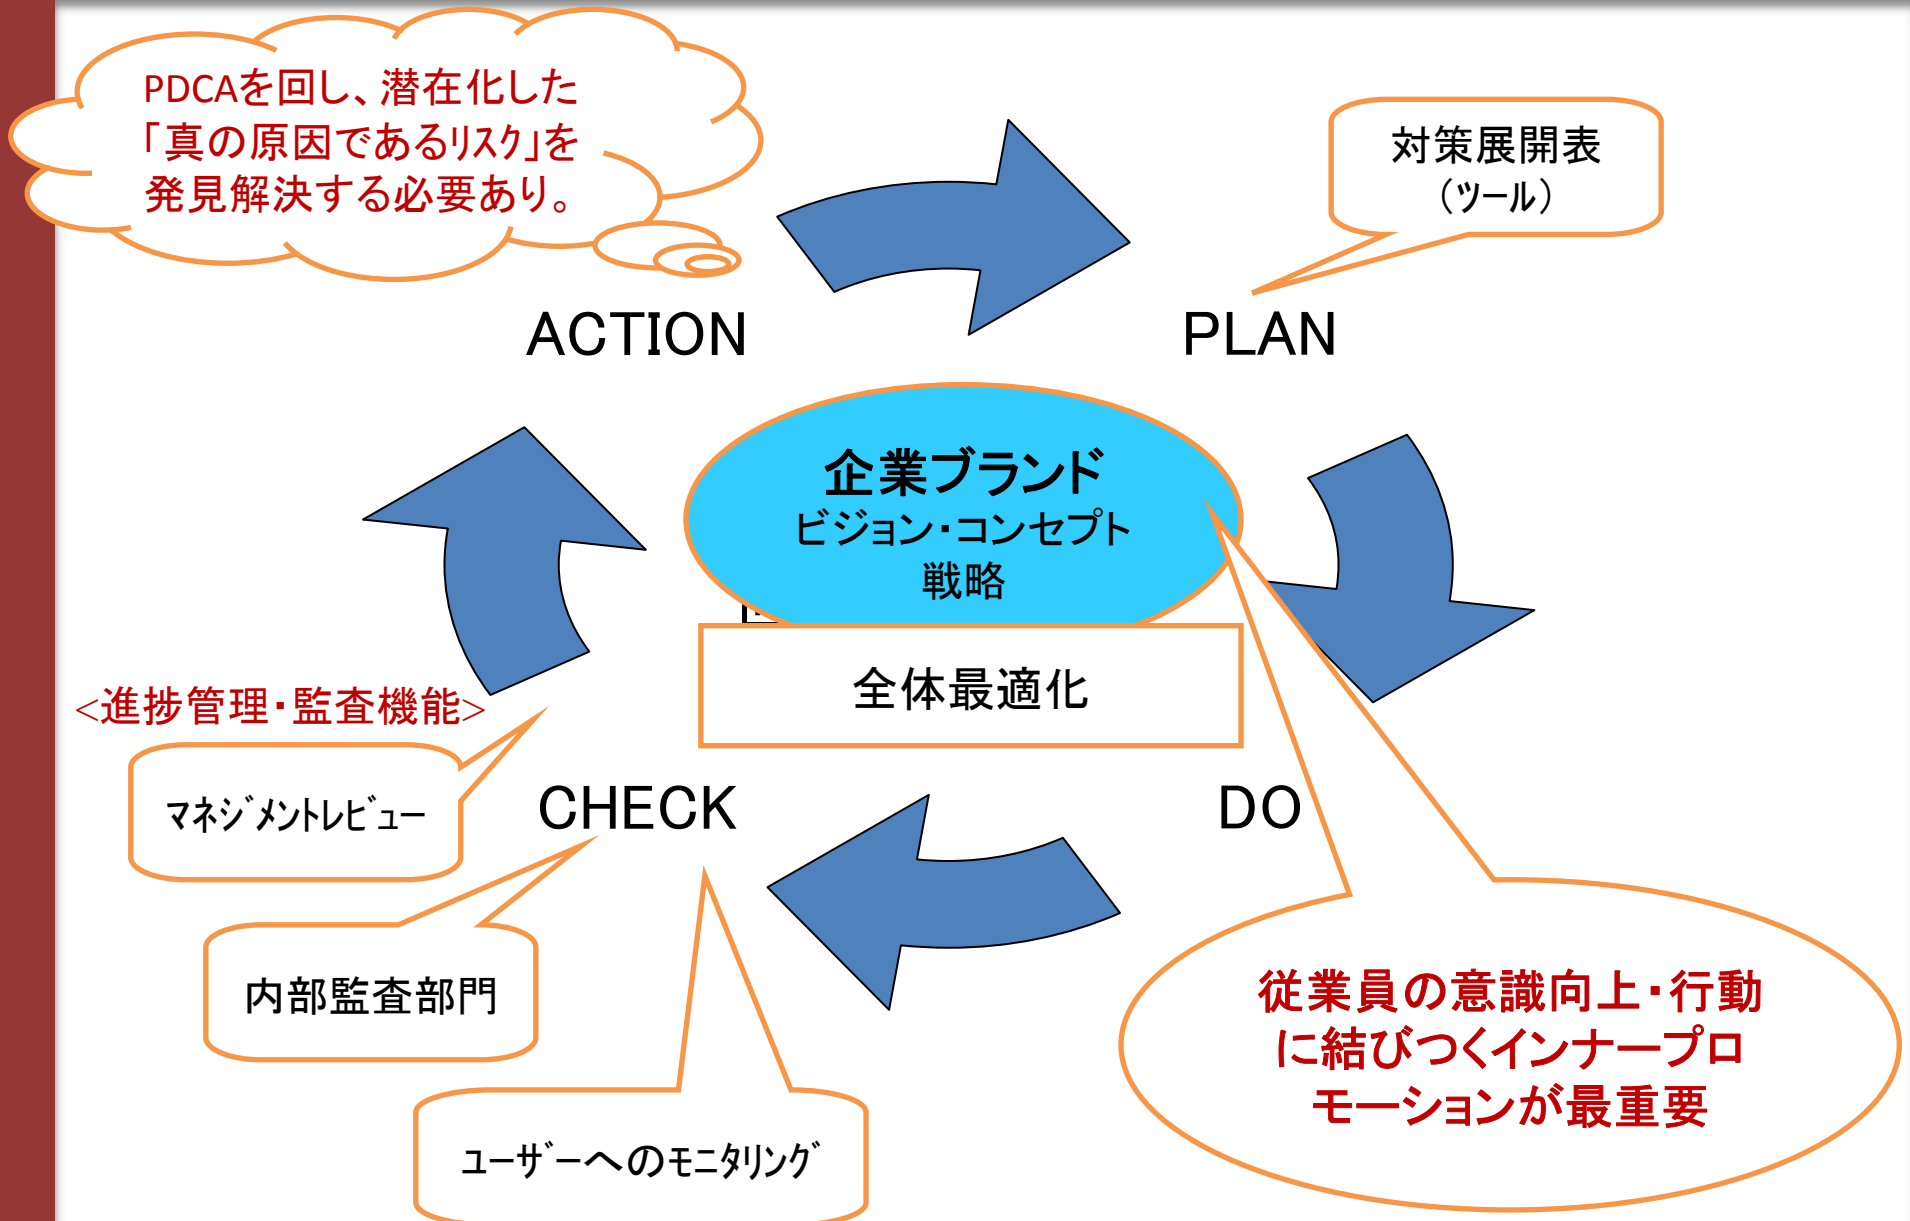 PDCAを回し、潜在化した
「真の原因であるﾘｽｸ」を
発見解決する必要あり。
対策展開表
（ﾂｰﾙ）
ACTION
PLAN
企業ブランド
ビジョン・コンセプト
戦略
全体最適化
<進捗管理・監査機能>
ﾏﾈｼﾞﾒﾝﾄﾚﾋﾞｭｰ
CHECK
DO
内部監査部門
ﾕｰｻﾞｰへのﾓﾆﾀﾘﾝｸﾞ
従業員の意識向上・行動
に結びつくインナープロ
モーションが最重要